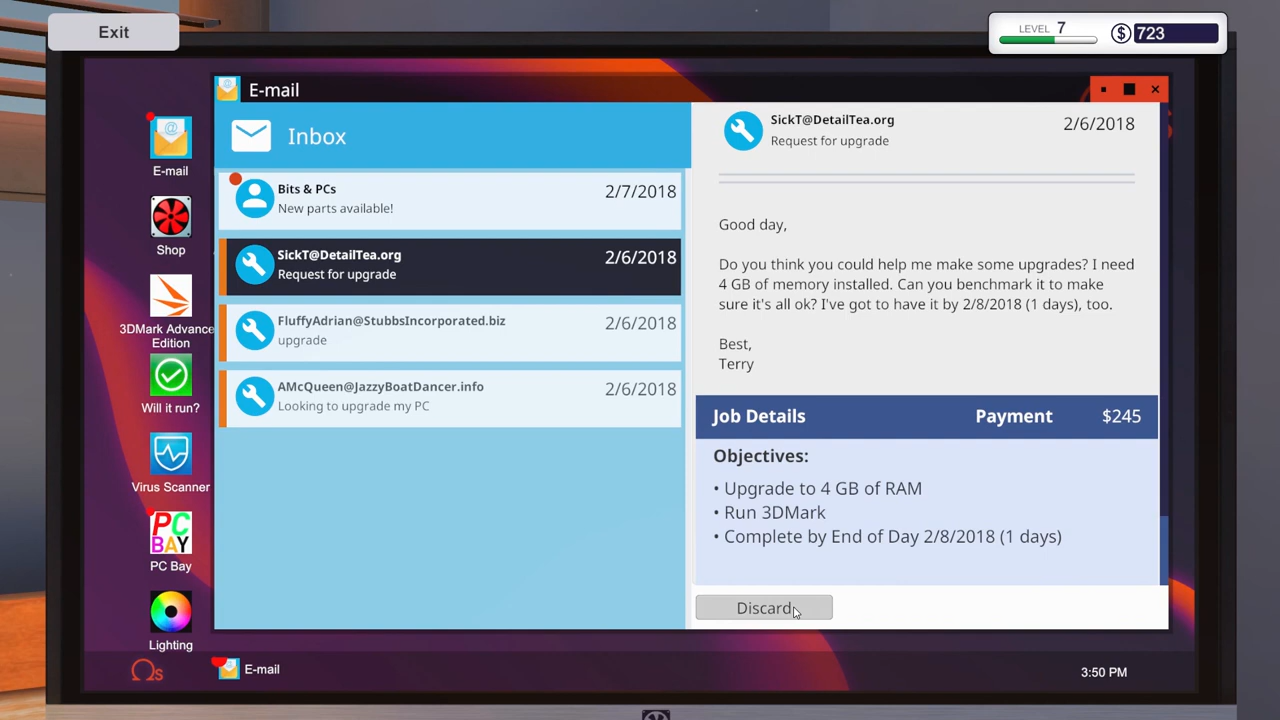 Exit
LEVEL 7
$ 723
E-mail
E-mail
Shop
3DMark Advance
Edition
Will it run?
Virus Scanner
PC
BAY
PC Bay
Lighting
Inbox
Bits & PCs
2/7/2018
New parts available!
SickT@DetailTea.org
2/6/2018
Request for upgrade
FluffyAdrian@StubbsIncorporated.biz
2/6/2018
upgrade
AMcQueen@JazzyBoatDancer.info
2/6/2018
Looking to upgrade my PC
SickT@DetailTea.org
2/6/2018
Request for upgrade
Good day,
Do you think you could help me make some upgrades? I need
4 GB of memory installed. Can you benchmark it to make
sure it's all ok? I've got to have it by 2/8/2018 (1 days), too.
Best,
Terry
Job Details Payment $245
Objectives:
• Upgrade to 4 GB of RAM
• Run 3DMark
• Complete by End of Day 2/8/2018 (1 days)
Discard
Ωs
E-mail
3:50 PM